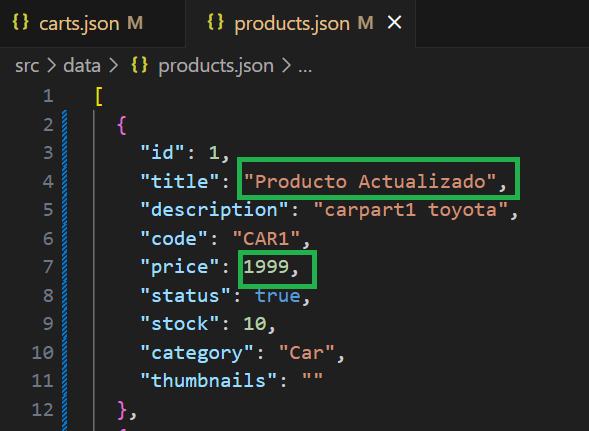 {} carts.json M {} products.json M ×
src > data > {} products.json > ...
1 [
2 {
3 "id": 1,
4 "title": "Producto Actualizado",
5 "description": "carpart1 toyota",
6 "code": "CAR1",
7 "price": 1999,
8 "status": true,
9 "stock": 10,
10 "category": "Car",
11 "thumbnails": ""
12 },